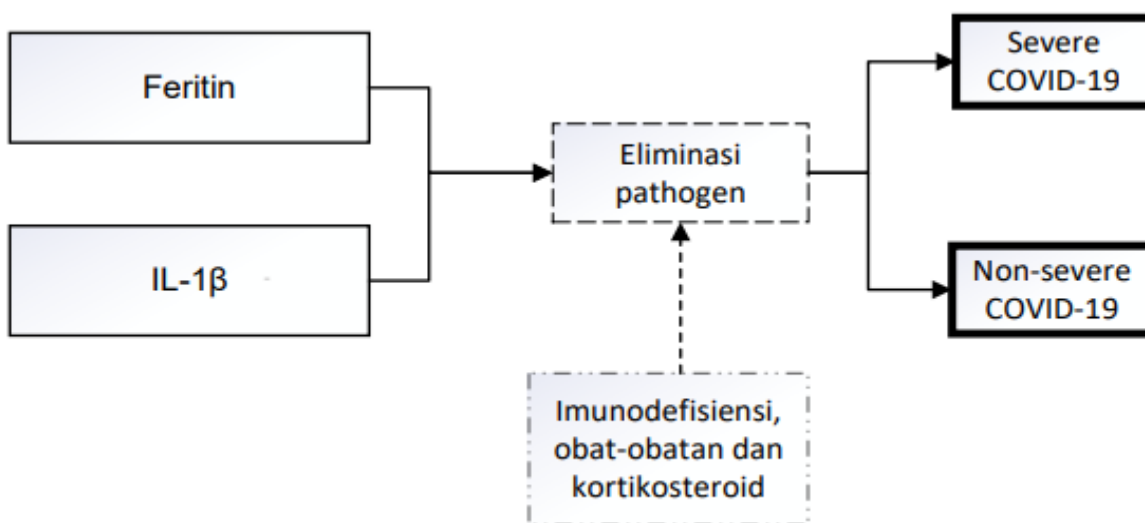 Feritin
IL-1β
Eliminasi
pathogen
Imunodefisiensi,
obat-obatan dan
kortikosteroid
Severe
COVID-19
Non-severe
COVID-19